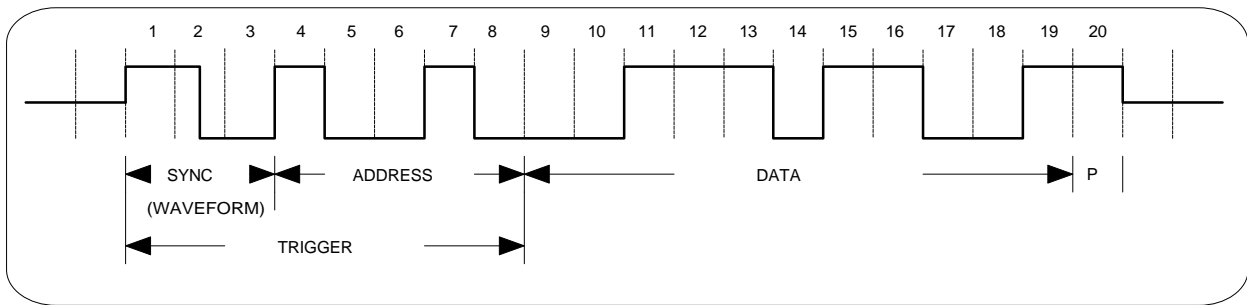 1 2 3 4 5 6 7 8 9 10 11 12 13 14 15 16 17 18 19 20
SYNC ADDRESS DATA P
(WAVEFORM)
TRIGGER